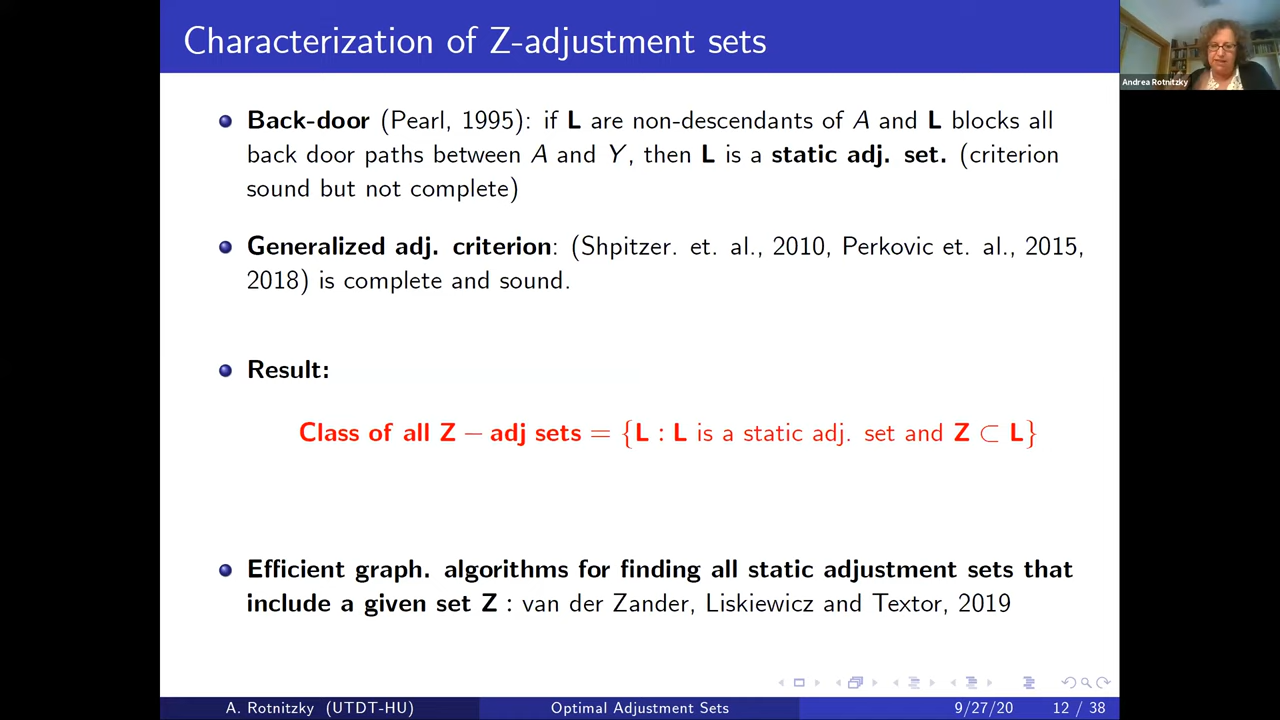 Characterization of Z-adjustment sets
Andrea Rotnitzky
Back-door (Pearl, 1995): if L are non-descendants of A and L blocks all
back door paths between A and Y, then L is a static adj. set. (criterion
sound but not complete)
Generalized adj. criterion: (Shpitzer. et. al., 2010, Perkovic et. al., 2015,
2018) is complete and sound.
Result:
Class of all Z − adj sets = {L : L is a static adj. set and Z ⊂ L}
Efficient graph. algorithms for finding all static adjustment sets that
include a given set Z : van der Zander, Liskiewicz and Textor, 2019
A. Rotnitzky (UTDT-HU) Optimal Adjustment Sets 9/27/20 12 / 38